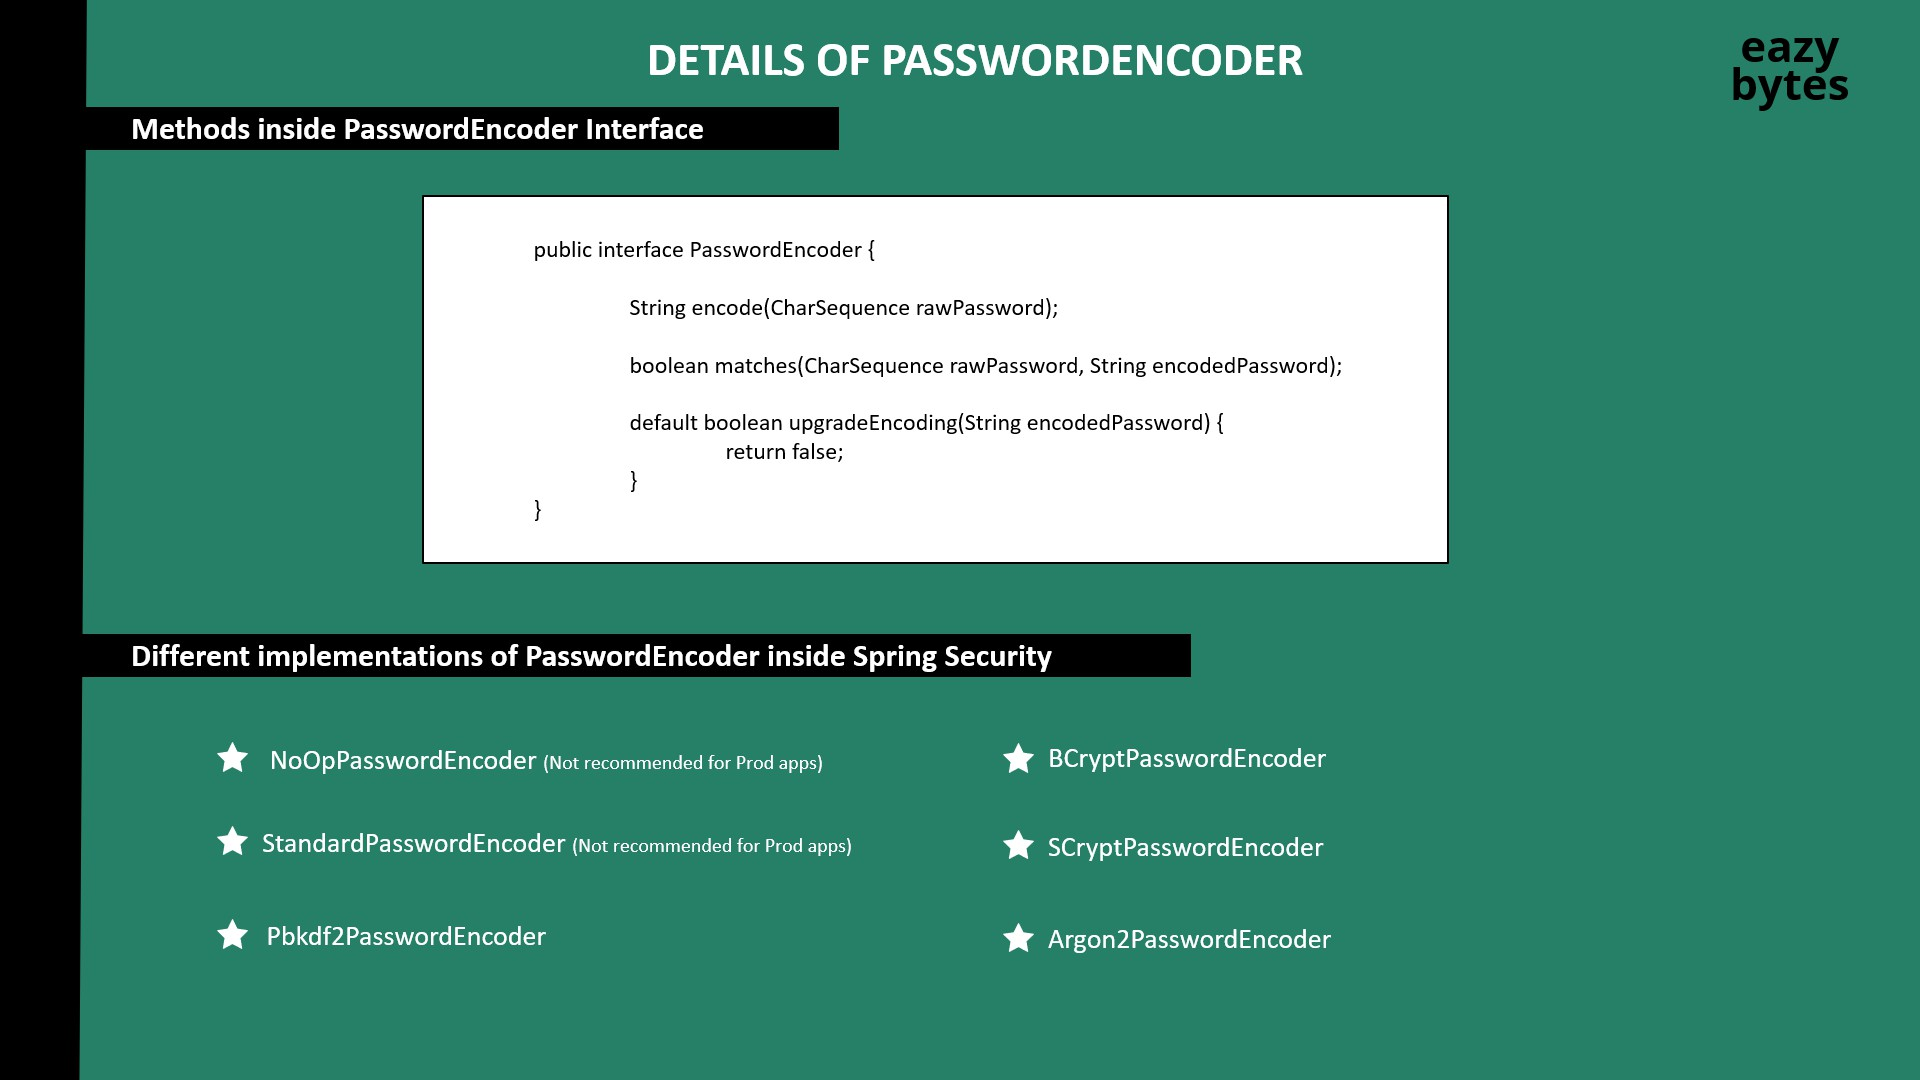 DETAILS OF PASSWORDENCODER
eazy
bytes
Methods inside PasswordEncoder Interface
public interface PasswordEncoder {
String encode(CharSequence rawPassword);
boolean matches(CharSequence rawPassword, String encodedPassword);
default boolean upgradeEncoding(String encodedPassword) {
return false;
}
}
Different implementations of PasswordEncoder inside Spring Security
NoOpPasswordEncoder (Not recommended for Prod apps)
StandardPasswordEncoder (Not recommended for Prod apps)
Pbkdf2PasswordEncoder
BCryptPasswordEncoder
SCryptPasswordEncoder
Argon2PasswordEncoder